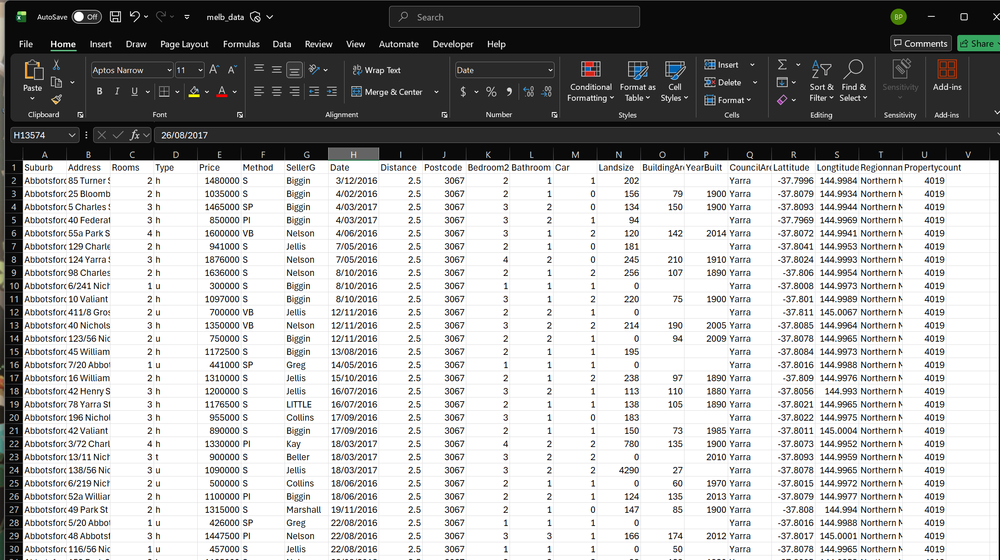 AutoSave Off melb_data Search BP
File Home Insert Draw Page Layout Formulas Data Review View Automate Developer Help Comments Share
Paste Aptos Narrow 11 Wrap Text Date Conditional Formatting Format as Table Cell Styles Insert Sort & Filter Find & Select Sensitivity Add-ins
B I U Merge & Center $ % Delete
Format
Clipboard Font Alignment Number Styles Cells Editing Sensitivity Add-ins
H13574 fx 26/08/2017
A B C D E F G H I J K L M N O P Q R S T U V
1 Suburb Address Rooms Type Price Method SellerG Date Distance Postcode Bedroom2 Bathroom Car Landsize BuildingAre YearBuilt CouncilAre Lattitude Longtitude Regionnam Propertycount
2 Abbotsford 85 Turner S 2 h 1480000 S Biggin 3/12/2016 2.5 3067 2 1 1 202 Yarra -37.7996 144.9984 Northern M 4019
3 Abbotsford 25 Bloomb 2 h 1035000 S Biggin 4/02/2016 2.5 3067 2 1 0 156 79 1900 Yarra -37.8079 144.9934 Northern M 4019
4 Abbotsford 5 Charles S 3 h 1465000 SP Biggin 4/03/2017 2.5 3067 3 2 0 134 150 1900 Yarra -37.8093 144.9944 Northern M 4019
5 Abbotsford 40 Federat 3 h 850000 PI Biggin 4/03/2017 2.5 3067 3 2 1 94 Yarra -37.7969 144.9969 Northern M 4019
6 Abbotsford 55a Park S 4 h 1600000 VB Nelson 4/06/2016 2.5 3067 3 1 2 120 142 2014 Yarra -37.8072 144.9941 Northern M 4019
7 Abbotsford 129 Charle 2 h 941000 S Jellis 7/05/2016 2.5 3067 2 1 0 181 Yarra -37.8041 144.9953 Northern M 4019
8 Abbotsford 124 Yarra S 3 h 1876000 S Nelson 7/05/2016 2.5 3067 4 2 0 245 210 1910 Yarra -37.8024 144.9993 Northern M 4019
9 Abbotsford 98 Charles 2 h 1636000 S Nelson 8/10/2016 2.5 3067 2 1 2 256 107 1890 Yarra -37.806 144.9954 Northern M 4019
10 Abbotsford 6/241 Nich 1 u 300000 S Biggin 8/10/2016 2.5 3067 1 1 1 0 Yarra -37.8008 144.9973 Northern M 4019
11 Abbotsford 10 Valiant 2 h 1097000 S Biggin 8/10/2016 2.5 3067 3 1 2 220 75 1900 Yarra -37.801 144.9989 Northern M 4019
12 Abbotsford 411/8 Gros 2 u 700000 VB Jellis 12/11/2016 2.5 3067 2 2 1 0 Yarra -37.811 145.0067 Northern M 4019
13 Abbotsford 40 Nichols 3 h 1350000 VB Nelson 12/11/2016 2.5 3067 3 2 2 214 190 2005 Yarra -37.8085 144.9964 Northern M 4019
14 Abbotsford 123/56 Nic 2 u 750000 S Biggin 12/11/2016 2.5 3067 2 2 1 0 94 2009 Yarra -37.8078 144.9965 Northern M 4019
15 Abbotsford 45 William 2 h 1172500 S Biggin 13/08/2016 2.5 3067 2 1 1 195 Yarra -37.8084 144.9973 Northern M 4019
16 Abbotsford 7/20 Abbot 1 u 441000 SP Greg 14/05/2016 2.5 3067 1 1 1 0 Yarra -37.8016 144.9988 Northern M 4019
17 Abbotsford 16 William 2 h 1310000 S Jellis 15/10/2016 2.5 3067 2 1 2 238 97 1890 Yarra -37.809 144.9976 Northern M 4019
18 Abbotsford 42 Henry S 3 h 1200000 S Jellis 16/07/2016 2.5 3067 3 2 1 113 110 1880 Yarra -37.8056 144.993 Northern M 4019
19 Abbotsford 78 Yarra St 3 h 1176500 S LITTLE 16/07/2016 2.5 3067 2 1 1 138 105 1890 Yarra -37.8021 144.9965 Northern M 4019
20 Abbotsford 196 Nichol 3 h 955000 S Collins 17/09/2016 2.5 3067 3 1 0 183 Yarra -37.8022 144.9975 Northern M 4019
21 Abbotsford 42 Valiant 2 h 890000 S Biggin 17/09/2016 2.5 3067 2 1 1 150 73 1985 Yarra -37.8011 145.0004 Northern M 4019
22 Abbotsford 3/72 Charl 4 h 1330000 PI Kay 18/03/2017 2.5 3067 4 2 2 780 135 1900 Yarra -37.8073 144.9952 Northern M 4019
23 Abbotsford 13/11 Nich 3 t 900000 S Beller 18/03/2017 2.5 3067 3 2 2 0 2010 Yarra -37.8093 144.9959 Northern M 4019
24 Abbotsford 138/56 Nic 3 u 1090000 S Jellis 18/03/2017 2.5 3067 3 2 2 4290 27 Yarra -37.8078 144.9965 Northern M 4019
25 Abbotsford 6/219 Nich 2 u 500000 S Collins 18/06/2016 2.5 3067 2 1 1 0 60 1970 Yarra -37.8015 144.9972 Northern M 4019
26 Abbotsford 52a William 2 h 1100000 PI Biggin 18/06/2016 2.5 3067 2 2 1 124 135 2013 Yarra -37.8079 144.9977 Northern M 4019
27 Abbotsford 49 Park St 2 h 1315000 S Marshall 19/11/2016 2.5 3067 2 1 0 147 85 1900 Yarra -37.808 144.994 Northern M 4019
28 Abbotsford 5/20 Abbot 1 u 426000 SP Greg 22/08/2016 2.5 3067 1 1 1 0 Yarra -37.8016 144.9988 Northern M 4019
29 Abbotsford 48 Abbotsf 3 h 1447500 PI Nelson 22/08/2016 2.5 3067 3 3 1 166 174 2012 Yarra -37.8017 145.0001 Northern M 4019
30 Abbotsford 116/56 Nic 1 u 457000 S Jellis 22/08/2016 2.5 3067 1 1 1 0 50 Yarra -37.8078 144.9965 Northern M 4019